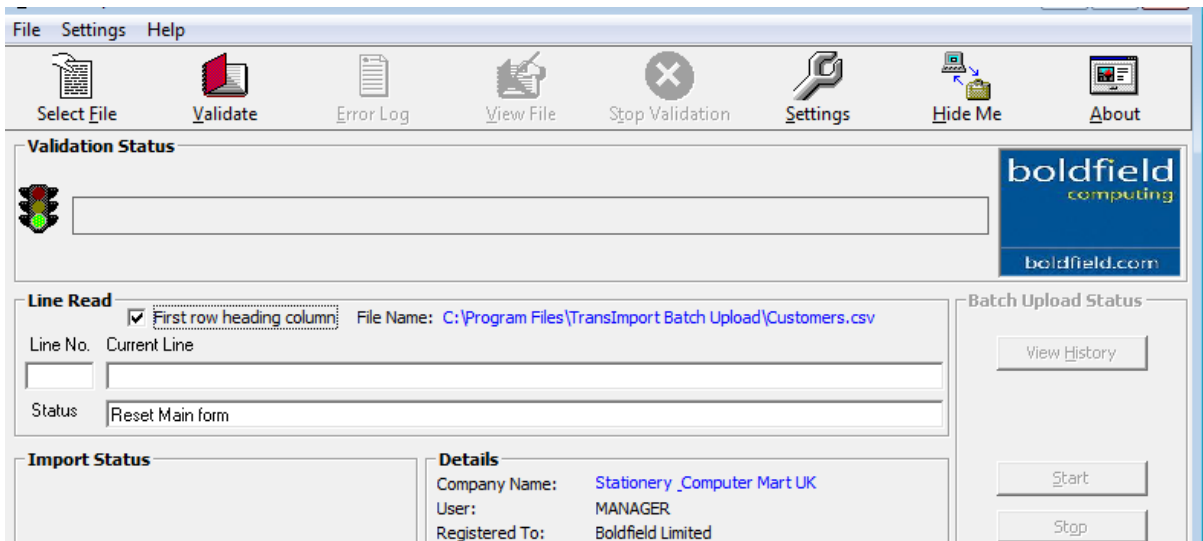 File Settings Help
Select File Validate Error Log View File Stop Validation Settings Hide Me About
Validation Status
boldfield
computing
boldfield.com
Line Read
First row heading column File Name: C:\Program Files\TransImport Batch Upload\Customers.csv
Line No. Current Line
Status Reset Main form
Batch Upload Status
View History
Import Status
Details
Company Name: Stationery _Computer Mart UK
User: MANAGER
Registered To: Boldfield Limited
Start
Stop